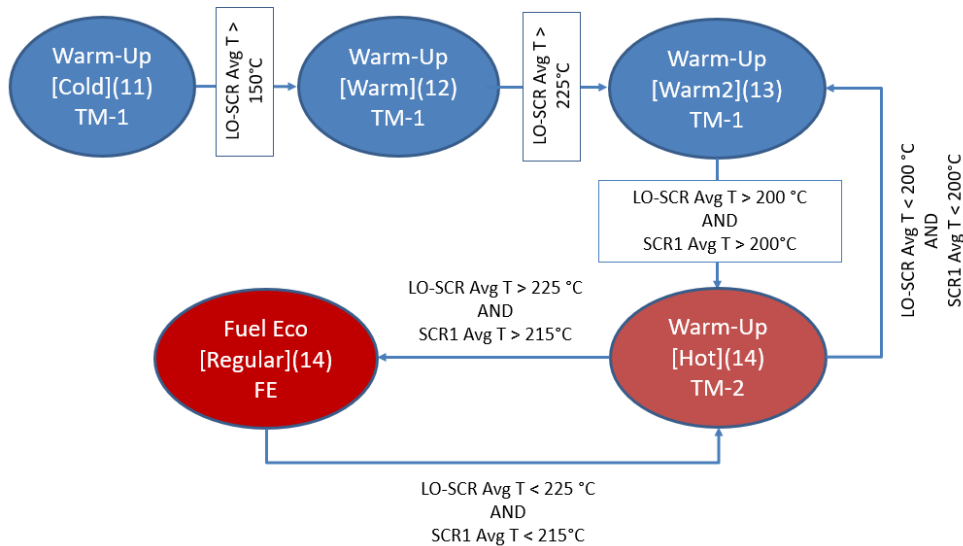 Warm-Up
[Cold](11)
TM-1
LO-SCR Avg T >
150°C
Warm-Up
[Warm](12)
TM-1
LO-SCR Avg T >
225°C
Warm-Up
[Warm2](13)
TM-1
LO-SCR Avg T > 200 °C
AND
SCR1 Avg T > 200°C
LO-SCR Avg T < 200 °C
AND
SCR1 Avg T < 200°C
LO-SCR Avg T > 225 °C
AND
SCR1 Avg T > 215°C
Fuel Eco
[Regular](14)
FE
Warm-Up
[Hot](14)
TM-2
LO-SCR Avg T < 225 °C
AND
SCR1 Avg T < 215°C